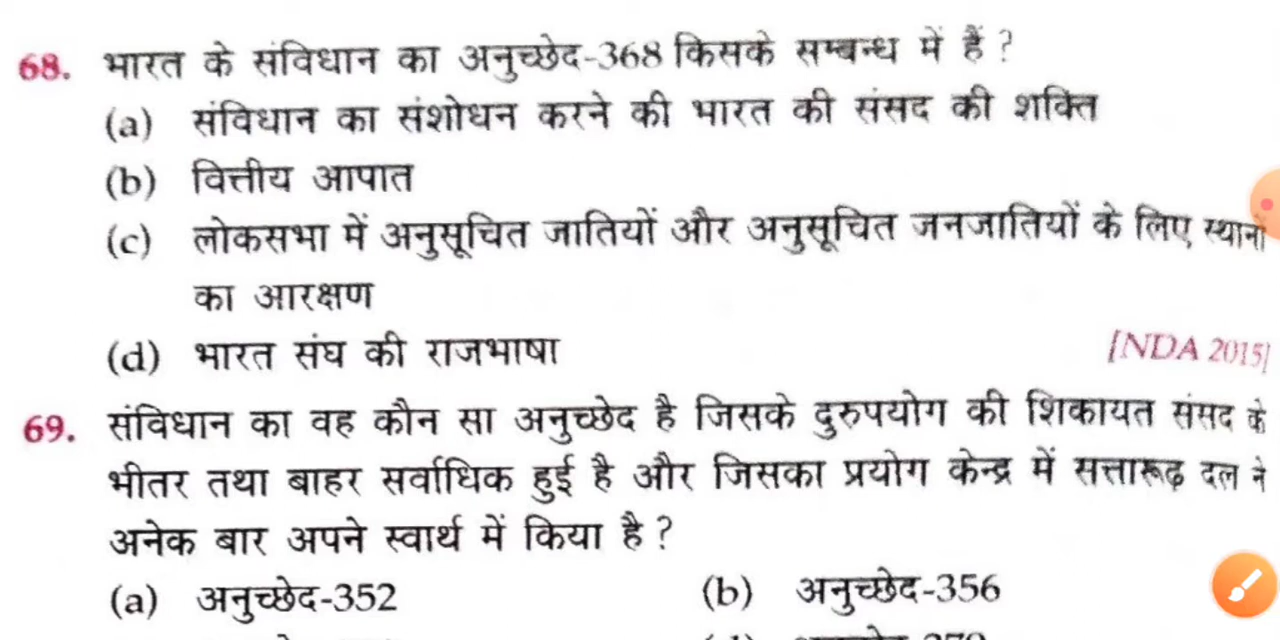 68. भारत के संविधान का अनुच्छेद-368 किसके सम्बन्ध में हैं ?
(a) संविधान का संशोधन करने की भारत की संसद की शक्ति
(b) वित्तीय आपात
(c) लोकसभा में अनुसूचित जातियों और अनुसूचित जनजातियों के लिए स्थानों
का आरक्षण
(d) भारत संघ की राजभाषा [NDA 2015]
69. संविधान का वह कौन सा अनुच्छेद है जिसके दुरुपयोग की शिकायत संसद के
भीतर तथा बाहर सर्वाधिक हुई है और जिसका प्रयोग केन्द्र में सत्तारूढ़ दल ने
अनेक बार अपने स्वार्थ में किया है ?
(a) अनुच्छेद-352 (b) अनुच्छेद-356